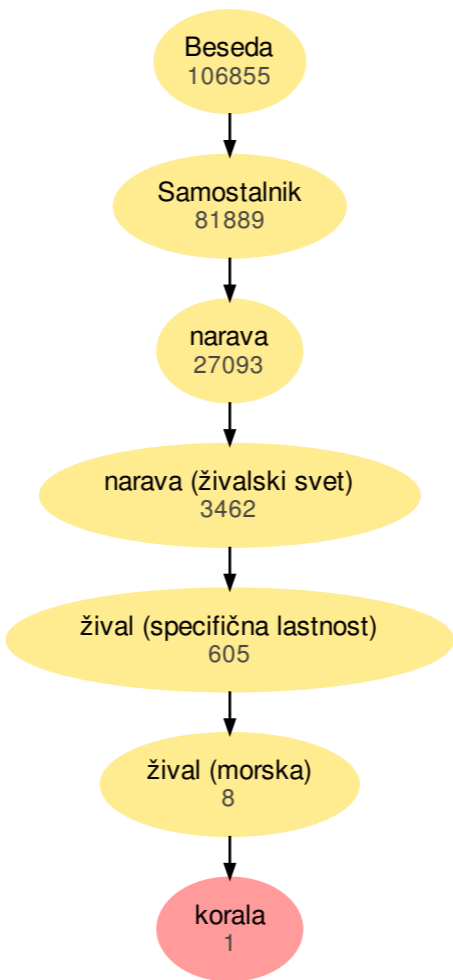 Beseda
106855
Samostalnik
81889
narava
27093
narava (živalski svet)
3462
žival (specifična lastnost)
605
žival (morska)
8
korala
1